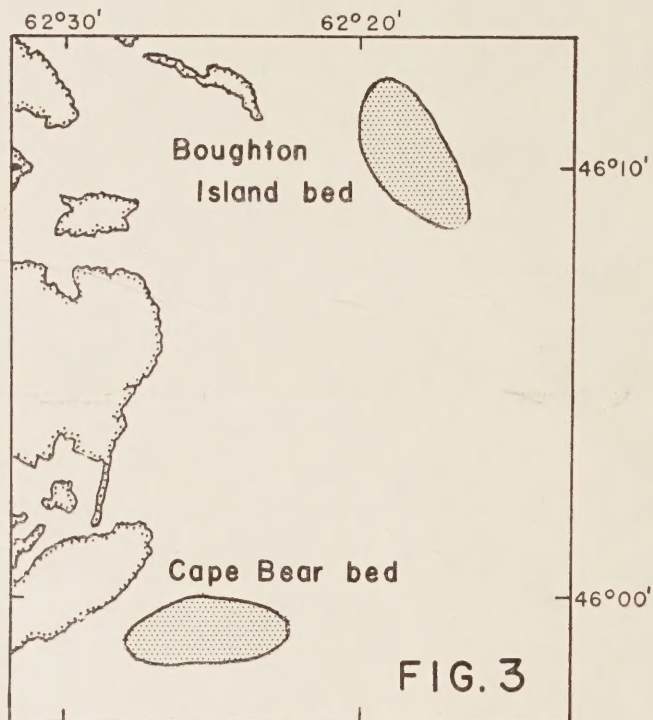 62°30' 62°20'
Boughton
Island bed
46°10'
Cape Bear bed
46°00'
FIG. 3